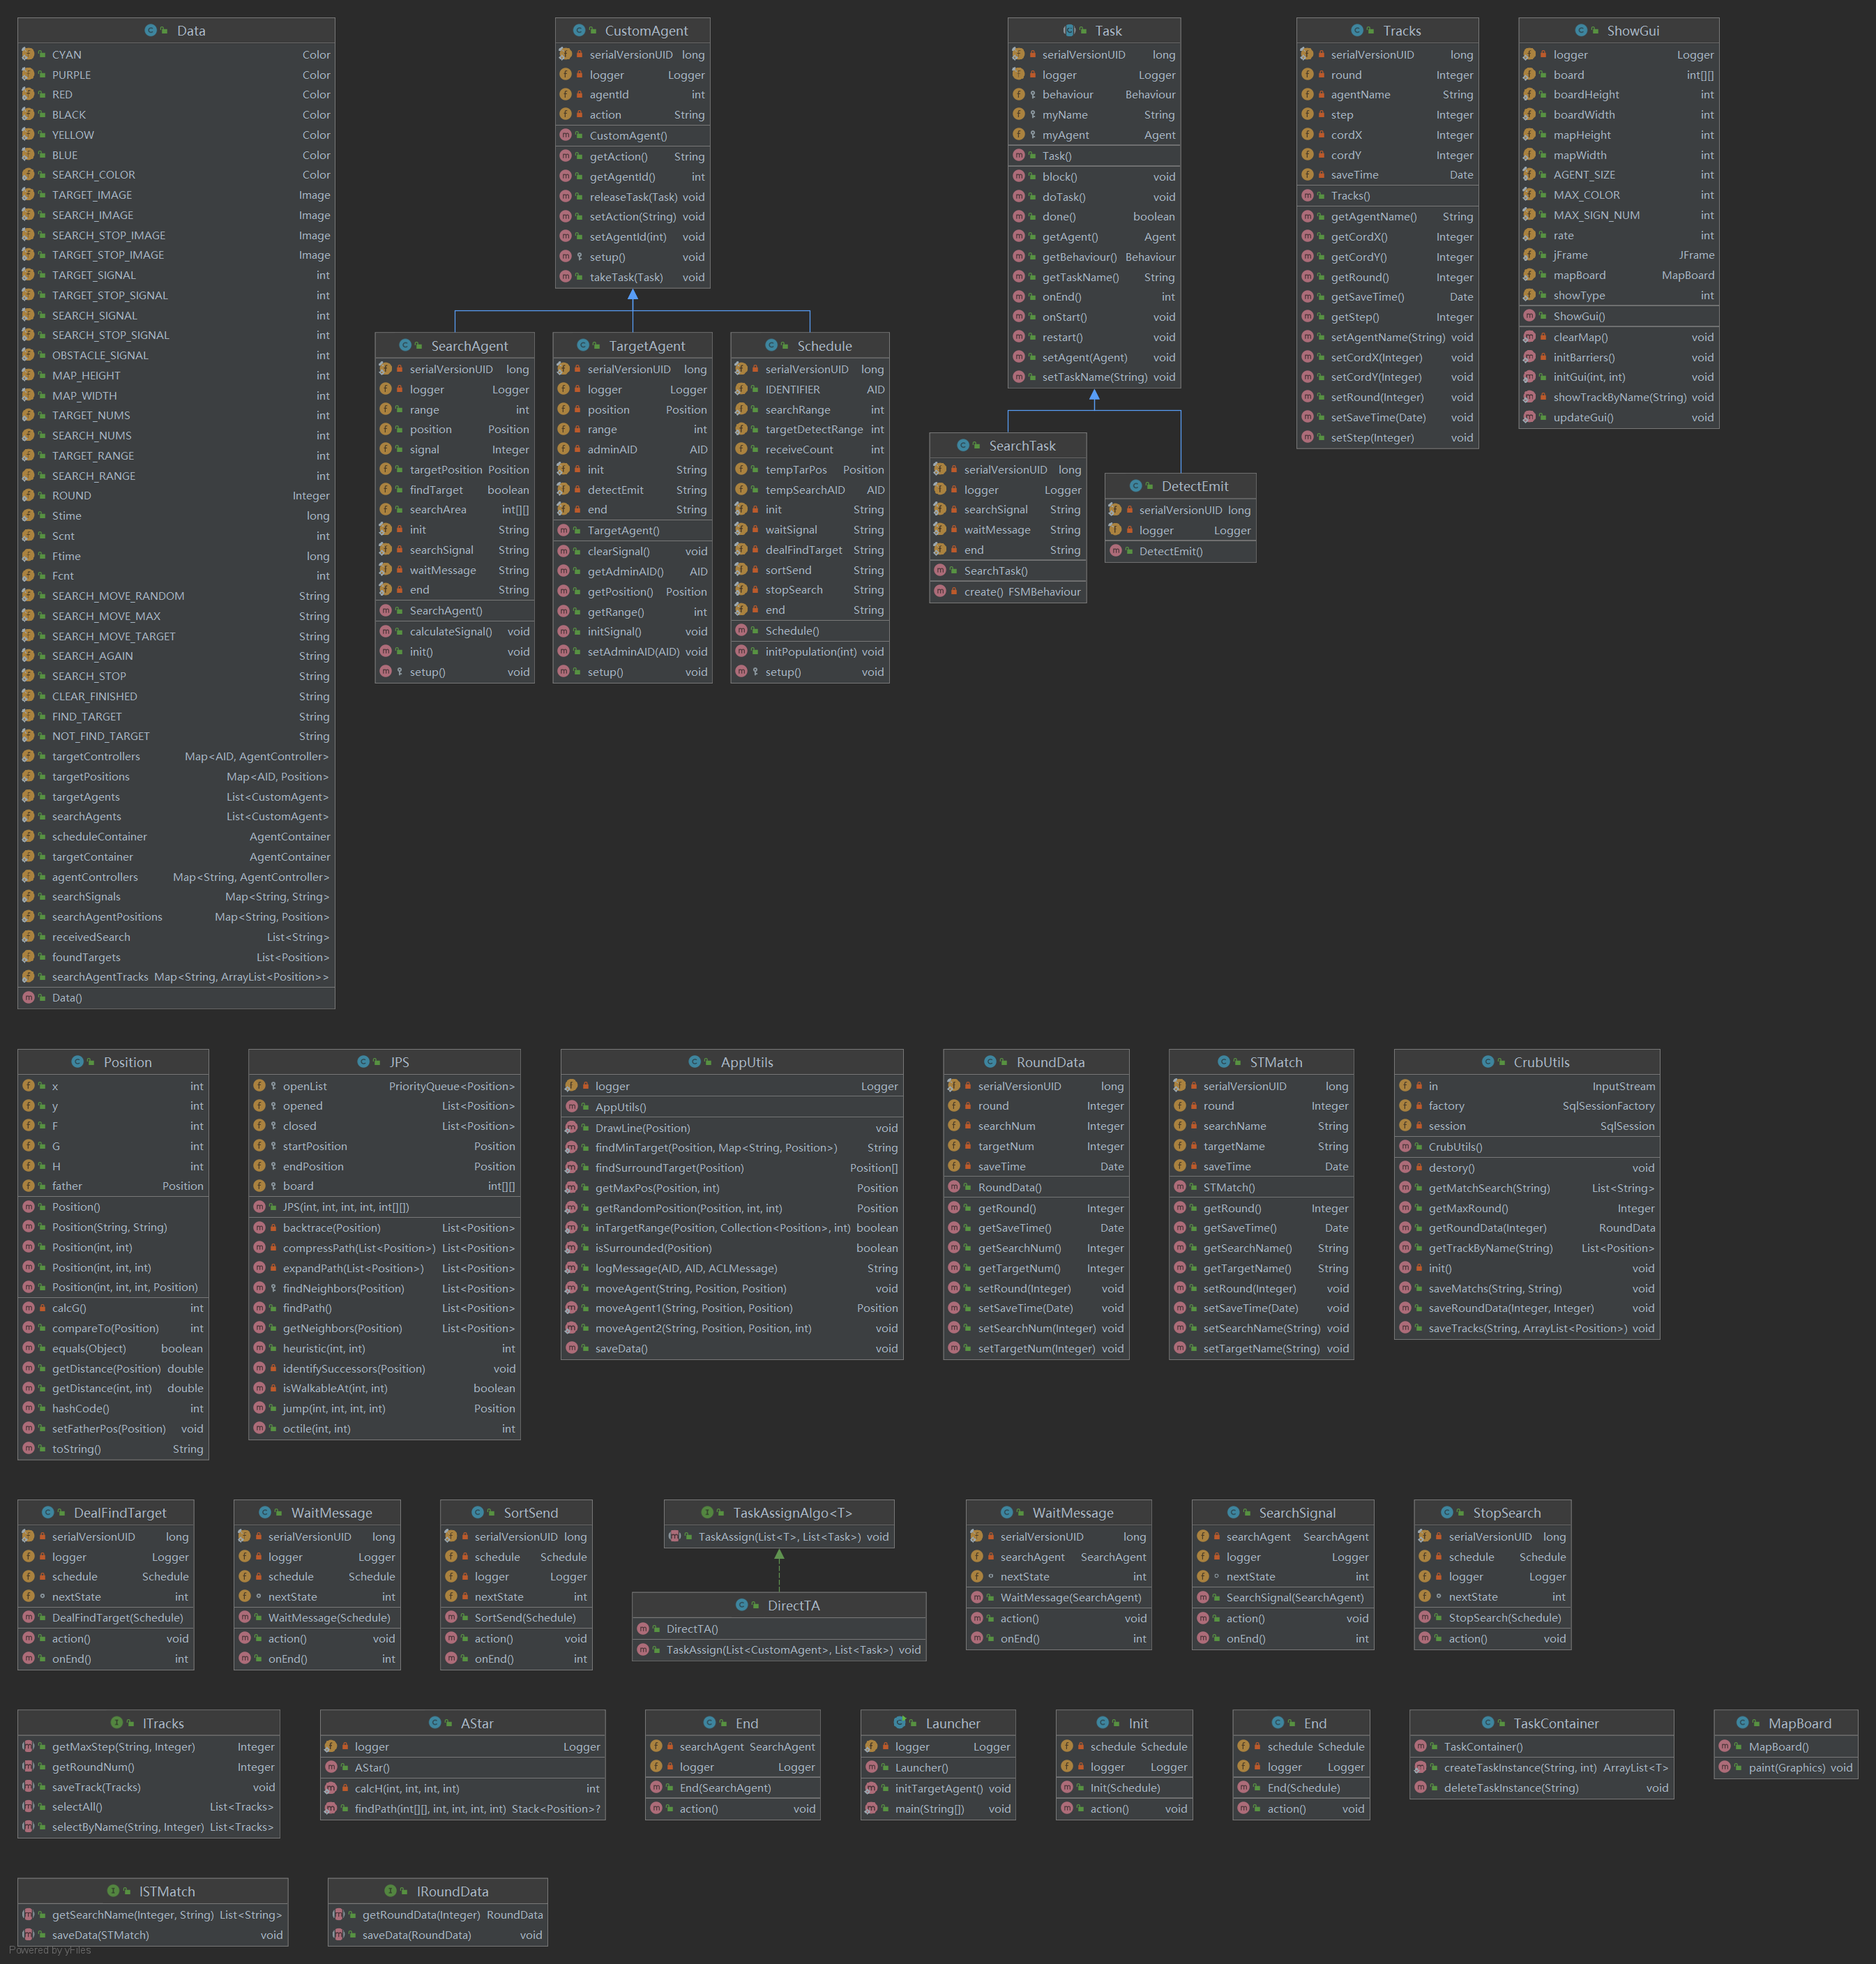 Data
CYAN Color
PURPLE Color
RED Color
BLACK Color
YELLOW Color
BLUE Color
SEARCH_COLOR Color
TARGET_IMAGE Image
SEARCH_IMAGE Image
SEARCH_STOP_IMAGE Image
TARGET_STOP_IMAGE Image
TARGET_SIGNAL int
TARGET_STOP_SIGNAL int
SEARCH_SIGNAL int
SEARCH_STOP_SIGNAL int
OBSTACLE_SIGNAL int
MAP_HEIGHT int
MAP_WIDTH int
TARGET_NUMS int
SEARCH_NUMS int
TARGET_RANGE int
SEARCH_RANGE int
ROUND Integer
Stime long
Scnt int
Ftime long
Fcnt int
SEARCH_MOVE_RANDOM String
SEARCH_MOVE_MAX String
SEARCH_MOVE_TARGET String
SEARCH_AGAIN String
SEARCH_STOP String
CLEAR_FINISHED String
FIND_TARGET String
NOT_FIND_TARGET String
targetControllers Map<AID, AgentController>
targetPositions Map<AID, Position>
targetAgents List<CustomAgent>
searchAgents List<CustomAgent>
scheduleContainer AgentContainer
targetContainer AgentContainer
agentControllers Map<String, AgentController>
searchSignals Map<String, String>
searchAgentPositions Map<String, Position>
receivedSearch List<String>
foundTargets List<Position>
searchAgentTracks Map<String, ArrayList<Position>>
Data()
CustomAgent
serialVersionUID long
logger Logger
agentId int
action String
CustomAgent()
getAction() String
getAgentId() int
releaseTask(Task) void
setAction(String) void
setAgentId(int) void
setup() void
takeTask(Task) void
SearchAgent
serialVersionUID long
logger Logger
range int
position Position
signal Integer
targetPosition Position
findTarget boolean
searchArea int[][]
init String
searchSignal String
waitMessage String
end String
SearchAgent()
calculateSignal() void
init() void
setup() void
TargetAgent
serialVersionUID long
logger Logger
position Position
range int
adminAID AID
init String
detectEmit String
end String
TargetAgent()
clearSignal() void
getAdminAID() AID
getPosition() Position
getRange() int
initSignal() void
setAdminAID(AID) void
setup() void
Schedule
serialVersionUID long
IDENTIFIER AID
searchRange int
targetDetectRange int
receiveCount int
tempTarPos Position
tempSearchAID AID
init String
waitSignal String
dealFindTarget String
sortSend String
stopSearch String
end String
Schedule()
initPopulation(int) void
setup() void
Task
serialVersionUID long
logger Logger
behaviour Behaviour
myName String
myAgent Agent
Task()
block() void
doTask() void
done() boolean
getAgent() Agent
getBehaviour() Behaviour
getTaskName() String
onEnd() int
onStart() void
restart() void
setAgent(Agent) void
setTaskName(String) void
SearchTask
serialVersionUID long
logger Logger
searchSignal String
waitMessage String
end String
SearchTask()
create() FSMBehaviour
DetectEmit
serialVersionUID long
logger Logger
DetectEmit()
Tracks
serialVersionUID long
round Integer
agentName String
step Integer
cordX Integer
cordY Integer
saveTime Date
Tracks()
getAgentName() String
getCordX() Integer
getCordY() Integer
getRound() Integer
getSaveTime() Date
getStep() Integer
setAgentName(String) void
setCordX(Integer) void
setCordY(Integer) void
setRound(Integer) void
setSaveTime(Date) void
setStep(Integer) void
ShowGui
logger Logger
board int[][]
boardHeight int
boardWidth int
mapHeight int
mapWidth int
AGENT_SIZE int
MAX_COLOR int
MAX_SIGN_NUM int
rate int
jFrame JFrame
mapBoard MapBoard
showType int
ShowGui()
clearMap() void
initBarriers() void
initGui(int, int) void
showTrackByName(String) void
updateGui() void
Position
x int
y int
F int
G int
H int
father Position
Position()
Position(String, String)
Position(int, int)
Position(int, int, int)
Position(int, int, int, Position)
calcG() int
compareTo(Position) int
equals(Object) boolean
getDistance(Position) double
getDistance(int, int) double
hashCode() int
setFatherPos(Position) void
toString() String
JPS
openList PriorityQueue<Position>
opened List<Position>
closed List<Position>
startPosition Position
endPosition Position
board int[][]
JPS(int, int, int, int, int[][])
backtrace(Position) List<Position>
compressPath(List<Position>) List<Position>
expandPath(List<Position>) List<Position>
findNeighbors(Position) List<Position>
findPath() List<Position>
getNeighbors(Position) List<Position>
heuristic(int, int) int
identifySuccessors(Position) void
isWalkableAt(int, int) boolean
jump(int, int, int, int) Position
octile(int, int) int
AppUtils
logger Logger
AppUtils()
DrawLine(Position) void
findMinTarget(Position, Map<String, Position>) String
findSurroundTarget(Position) Position[]
getMaxPos(Position, int) Position
getRandomPosition(Position, int, int) Position
inTargetRange(Position, Collection<Position>, int) boolean
isSurrounded(Position) boolean
logMessage(AID, AID, ACLMessage) String
moveAgent(String, Position, Position) void
moveAgent1(String, Position, Position) Position
moveAgent2(String, Position, Position, int) void
saveData() void
RoundData
serialVersionUID long
round Integer
searchNum Integer
targetNum Integer
saveTime Date
RoundData()
getRound() Integer
getSaveTime() Date
getSearchNum() Integer
getTargetNum() Integer
setRound(Integer) void
setSaveTime(Date) void
setSearchNum(Integer) void
setTargetNum(Integer) void
STMatch
serialVersionUID long
round Integer
searchName String
targetName String
saveTime Date
STMatch()
getRound() Integer
getSaveTime() Date
getSearchName() String
getTargetName() String
setRound(Integer) void
setSaveTime(Date) void
setSearchName(String) void
setTargetName(String) void
CrubUtils
in InputStream
factory SqlSessionFactory
session SqlSession
CrubUtils()
destory() void
getMatchSearch(String) List<String>
getMaxRound() Integer
getRoundData(Integer) RoundData
getTrackByName(String) List<Position>
init() void
saveMatchs(String, String) void
saveRoundData(Integer, Integer) void
saveTracks(String, ArrayList<Position>) void
DealFindTarget
serialVersionUID long
logger Logger
schedule Schedule
nextState int
DealFindTarget(Schedule)
action() void
onEnd() int
WaitMessage
serialVersionUID long
logger Logger
schedule Schedule
nextState int
WaitMessage(Schedule)
action() void
onEnd() int
SortSend
serialVersionUID long
schedule Schedule
logger Logger
nextState int
SortSend(Schedule)
action() void
onEnd() int
TaskAssignAlgo<T>
TaskAssign(List<T>, List<Task>) void
DirectTA
DirectTA()
TaskAssign(List<CustomAgent>, List<Task>) void
WaitMessage
serialVersionUID long
searchAgent SearchAgent
nextState int
WaitMessage(SearchAgent)
action() void
onEnd() int
SearchSignal
searchAgent SearchAgent
logger Logger
nextState int
SearchSignal(SearchAgent)
action() void
onEnd() int
StopSearch
serialVersionUID long
schedule Schedule
logger Logger
nextState int
StopSearch(Schedule)
action() void
ITracks
getMaxStep(String, Integer) Integer
getRoundNum() Integer
saveTrack(Tracks) void
selectAll() List<Tracks>
selectByName(String, Integer) List<Tracks>
AStar
logger Logger
AStar()
calcH(int, int, int, int) int
findPath(int[][], int, int, int, int) Stack<Position>?
End
searchAgent SearchAgent
logger Logger
End(SearchAgent)
action() void
Launcher
logger Logger
Launcher()
initTargetAgent() void
main(String[]) void
Init
schedule Schedule
logger Logger
Init(Schedule)
action() void
End
schedule Schedule
logger Logger
End(Schedule)
action() void
TaskContainer
TaskContainer()
createTaskInstance(String, int) ArrayList<T>
deleteTaskInstance(String) void
MapBoard
MapBoard()
paint(Graphics) void
ISTMatch
getSearchName(Integer, String) List<String>
saveData(STMatch) void
IRoundData
getRoundData(Integer) RoundData
saveData(RoundData) void
Powered by yFiles